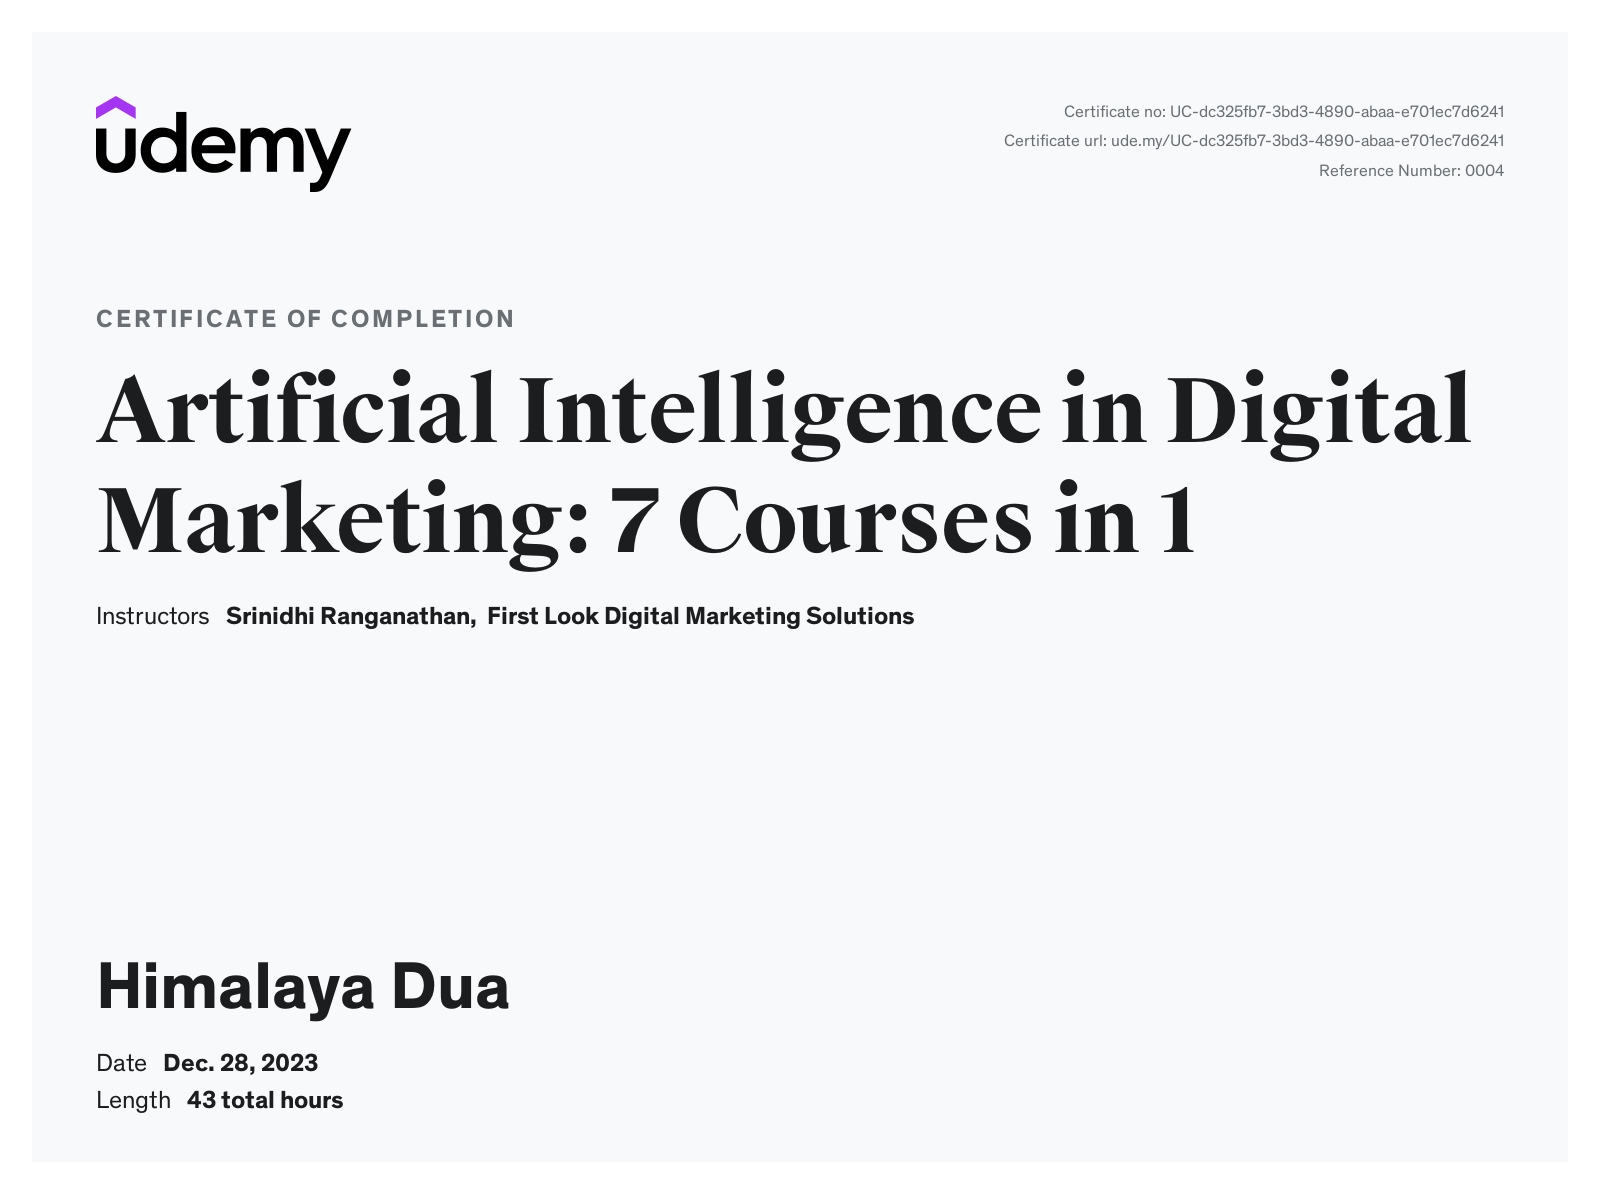 udemy
Certificate no: UC-dc325fb7-3bd3-4890-abaa-e701ec7d6241
Certificate url: ude.my/UC-dc325fb7-3bd3-4890-abaa-e701ec7d6241
Reference Number: 0004
CERTIFICATE OF COMPLETION
Artificial Intelligence in Digital
Marketing: 7 Courses in 1
Instructors Srinidhi Ranganathan, First Look Digital Marketing Solutions
Himalaya Dua
Date Dec. 28, 2023
Length 43 total hours